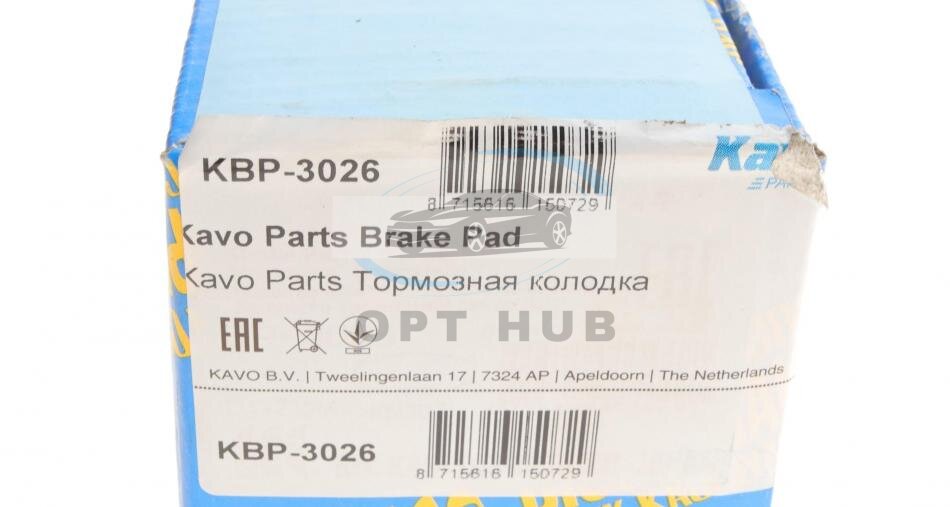 KBP-3026
8 715616 150729
Kavo Parts Brake Pad
Kavo Parts Тормозная колодка
EAC
OPT HUB
KAVO B.V. | Tweelingenlaan 17 | 7324 AP | Apeldoorn | The Netherlands
KBP-3026
8 715616 150729